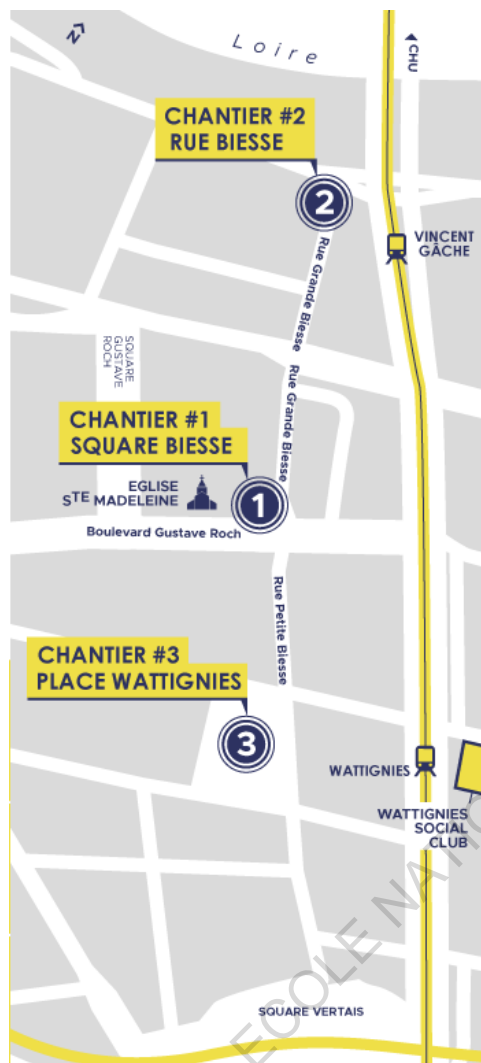 N
Loire
CHU
CHANTIER #2
RUE BIESSE
2
VINCENT
GÂCHE
Rue Grande Biesse
SQUARE
GUSTAVE
ROCH
Rue Grande Biesse
CHANTIER #1
SQUARE BIESSE
EGLISE
STE MADELEINE
1
Boulevard Gustave Roch
Rue Petite Biesse
CHANTIER #3
PLACE WATTIGNIES
3
WATTIGNIES
WATTIGNIES
SOCIAL
CLUB
ECOLE NATIO
SQUARE VERTAIS